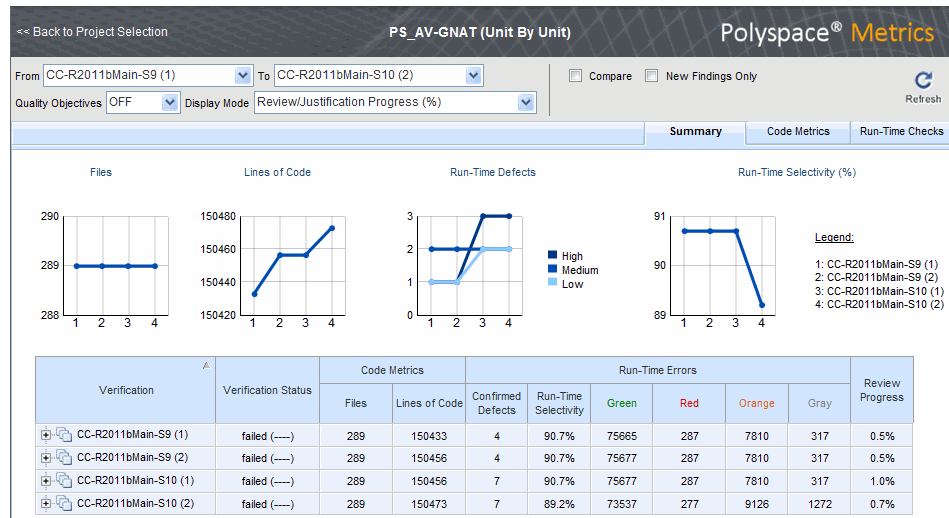 << Back to Project Selection PS_AV-GNAT (Unit By Unit) Polyspace® Metrics
From CC-R2011bMain-S9 (1) To CC-R2011bMain-S10 (2) Compare New Findings Only
Quality Objectives OFF Display Mode Review/Justification Progress (%) Refresh
Summary Code Metrics Run-Time Checks
Files
290
289
288
1 2 3 4
Lines of Code
150480
150460
150440
150420
1 2 3 4
Run-Time Defects
3
2
1
0
1 2 3 4
High
Medium
Low
Run-Time Selectivity (%)
91
90
89
1 2 3 4
Legend:
1: CC-R2011bMain-S9 (1)
2: CC-R2011bMain-S9 (2)
3: CC-R2011bMain-S10 (1)
4: CC-R2011bMain-S10 (2)
Verification Verification Status Code Metrics Run-Time Errors Review Progress
Files Lines of Code Confirmed Defects Run-Time Selectivity Green Red Orange Gray
CC-R2011bMain-S9 (1) failed (----) 289 150433 4 90.7% 75665 287 7810 317 0.5%
CC-R2011bMain-S9 (2) failed (----) 289 150456 4 90.7% 75677 287 7810 317 0.5%
CC-R2011bMain-S10 (1) failed (----) 289 150456 7 90.7% 75677 287 7810 317 1.0%
CC-R2011bMain-S10 (2) failed (----) 289 150473 7 89.2% 73537 277 9126 1272 0.7%